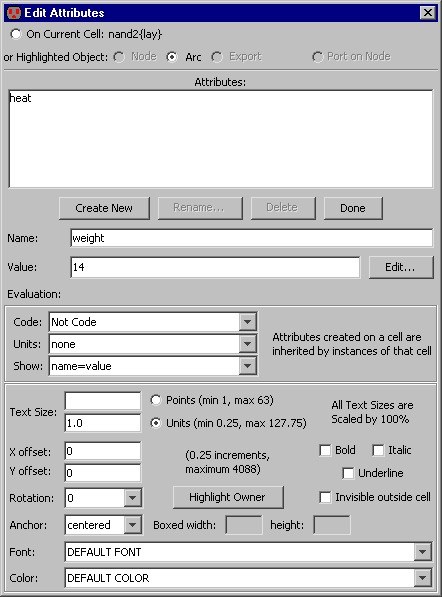 Edit Attributes
On Current Cell: nand2{lay}
or Highlighted Object: Node Arc Export Port on Node
Attributes:
heat
Create New Rename... Delete Done
Name: weight
Value: 14 Edit...
Evaluation:
Code: Not Code
Units: none
Show: name=value
Attributes created on a cell are
inherited by instances of that cell
Text Size:
Points (min 1, max 63)
1.0 Units (min 0.25, max 127.75)
All Text Sizes are
Scaled by 100%
X offset: 0
Y offset: 0
(0.25 increments,
maximum 4088)
Bold Italic
Underline
Rotation: 0 Highlight Owner Invisible outside cell
Anchor: centered Boxed width: height:
Font: DEFAULT FONT
Color: DEFAULT COLOR